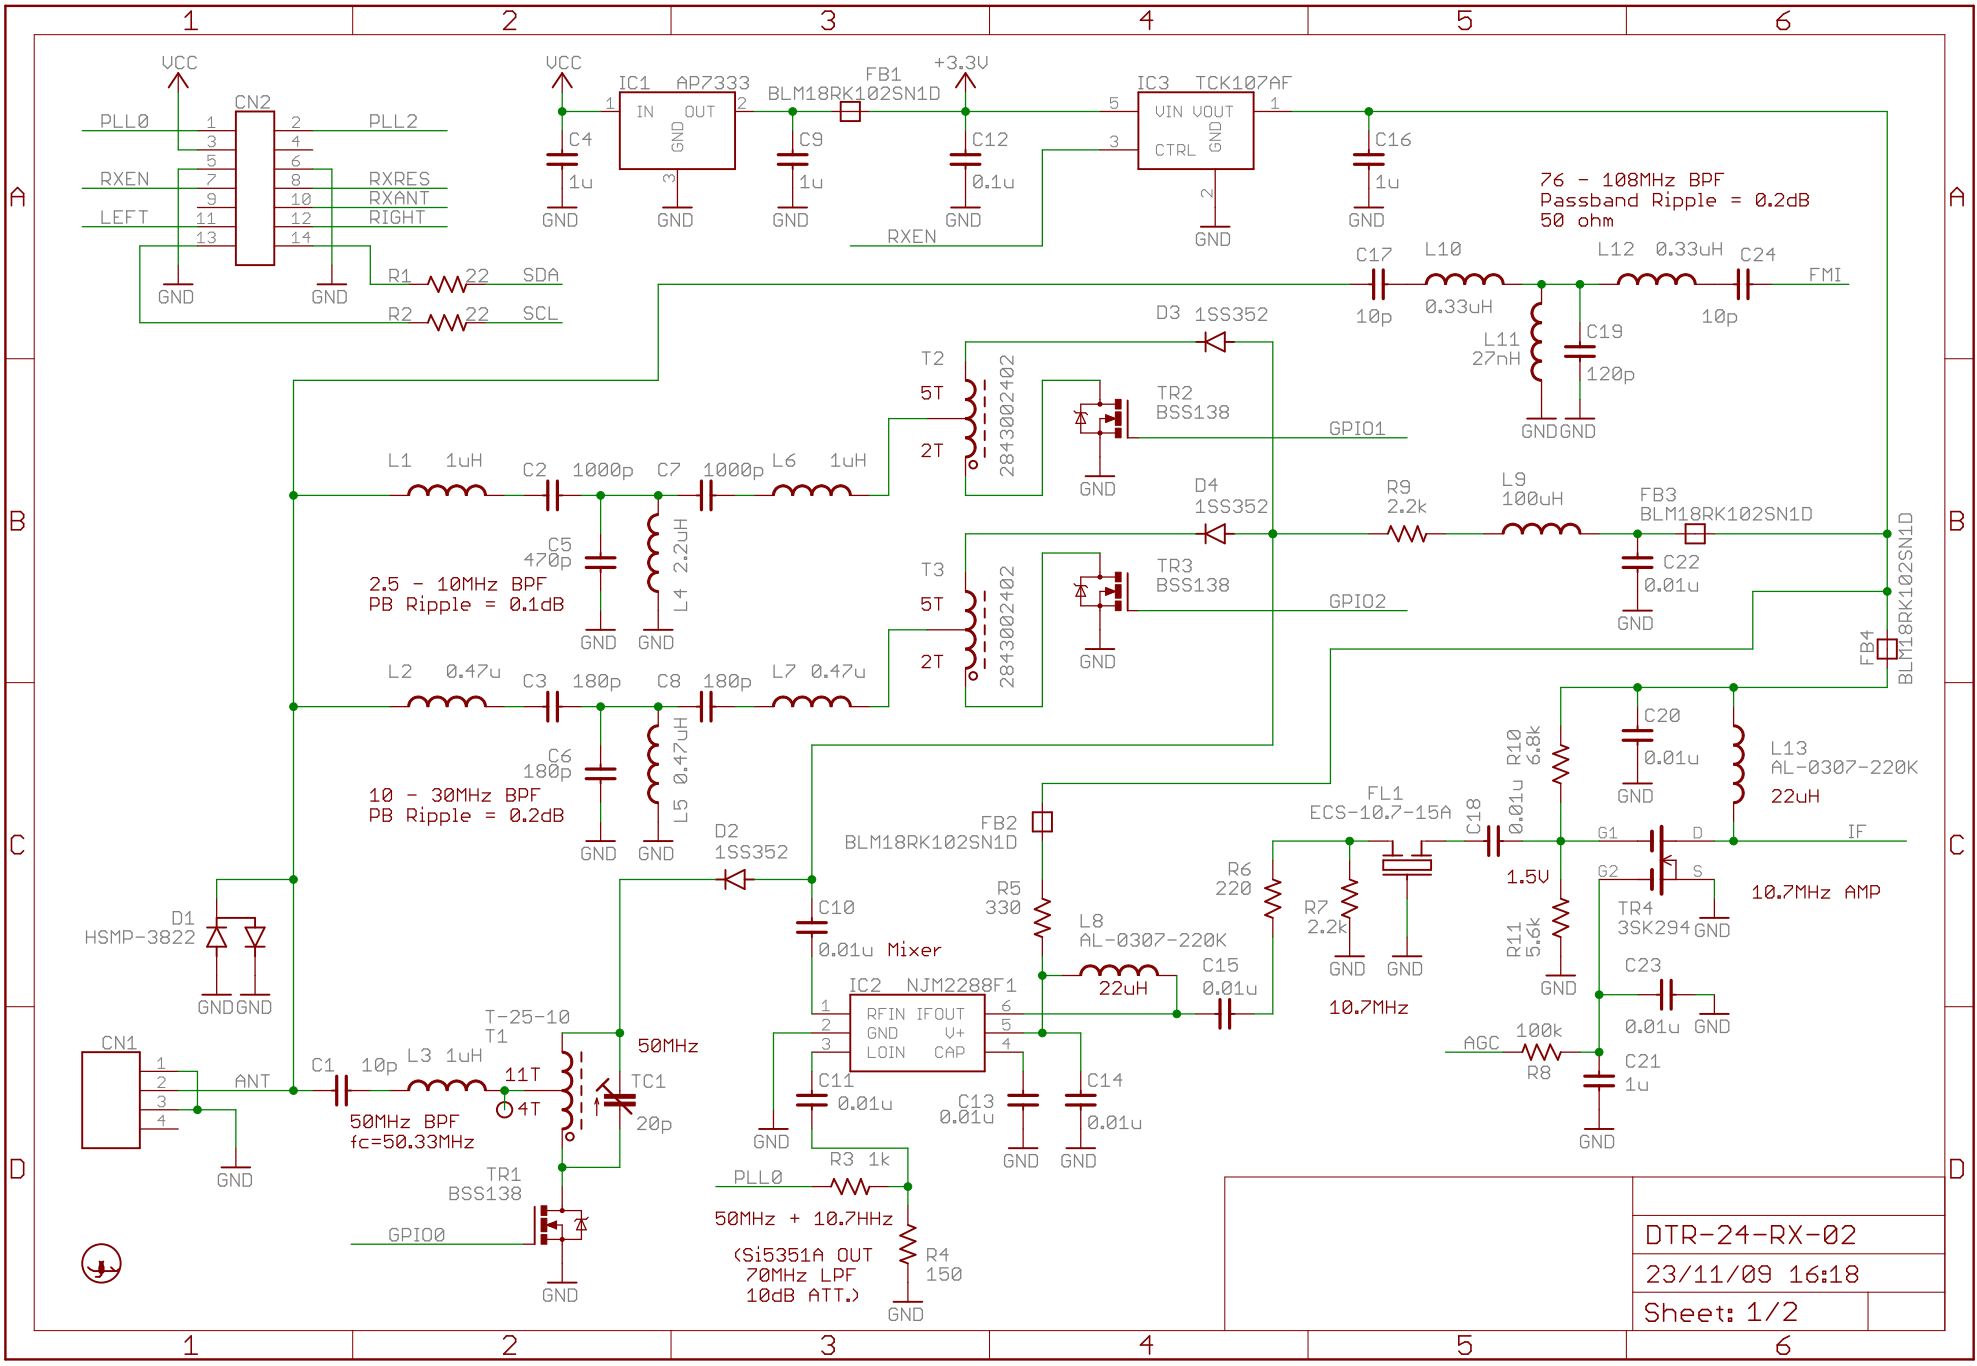 1 2 3 4 5 6
A
B
C
D
VCC
CN2
PLL0 1 2 PLL2
3 4
5 6
RXEN 7 8 RXRES
9 10 RXANT
LEFT 11 12 RIGHT
13 14
GND
GND
R1 22 SDA
R2 22 SCL
VCC
IC1 AP7333
1 IN OUT 2
GND
3
C4
1u
GND
GND
C9
1u
GND
FB1
BLM18RK102SN1D
+3.3V
C12
0.1u
GND
RXEN
IC3 TCK107AF
5 VIN VOUT 1
3 CTRL
GND
2
GND
C16
1u
GND
76 - 108MHz BPF
Passband Ripple = 0.2dB
50 ohm
C17
10p
L10
0.33uH
L12 0.33uH
C24
10p
FMI
L11
27nH
C19
120p
GND
GND
D3 1SS352
T2
5T
2T
2843002402
TR2
BSS138
GPIO1
GND
L1 1uH
C2 1000p
C7 1000p
L6 1uH
C5
470p
L4 2.2uH
2.5 - 10MHz BPF
PB Ripple = 0.1dB
GND
GND
D4
1SS352
T3
5T
2T
2843002402
TR3
BSS138
GPIO2
GND
R9
2.2k
L9
100uH
FB3
BLM18RK102SN1D
C22
0.01u
GND
FB4
BLM18RK102SN1D
L2 0.47u
C3 180p
C8 180p
L7 0.47u
C6
180p
L5 0.47uH
10 - 30MHz BPF
PB Ripple = 0.2dB
GND
GND
D2
1SS352
C10
0.01u
Mixer
FB2
BLM18RK102SN1D
R5
330
L8
AL-0307-220K
22uH
IC2 NJM2288F1
1 RFIN IFOUT 6
2 GND V+ 5
3 LOIN CAP 4
C15
0.01u
R6
220
R7
2.2k
GND
FL1
ECS-10.7-15A
GND
10.7MHz
C18
0.01u
R10
6.8k
1.5V
R11
5.6k
GND
C20
0.01u
GND
L13
AL-0307-220K
22uH
IF
G1 D
G2 S
TR4
3SK294
GND
10.7MHz AMP
C23
0.01u
GND
AGC
100k
R8
C21
1u
GND
D1
HSMP-3822
GND
GND
CN1
1
2
3
4
ANT
GND
C1 10p
L3 1uH
50MHz BPF
fc=50.33MHz
T-25-10
T1
11T
4T
50MHz
TC1
20p
TR1
BSS138
GPIO0
GND
C11
0.01u
GND
C13
0.01u
GND
C14
0.01u
GND
R3 1k
PLL0
50MHz + 10.7HHz
(Si5351A OUT
70MHz LPF
10dB ATT.)
R4
150
GND
DTR-24-RX-02
23/11/09 16:18
Sheet: 1/2
A
B
C
D
1 2 3 4 5 6